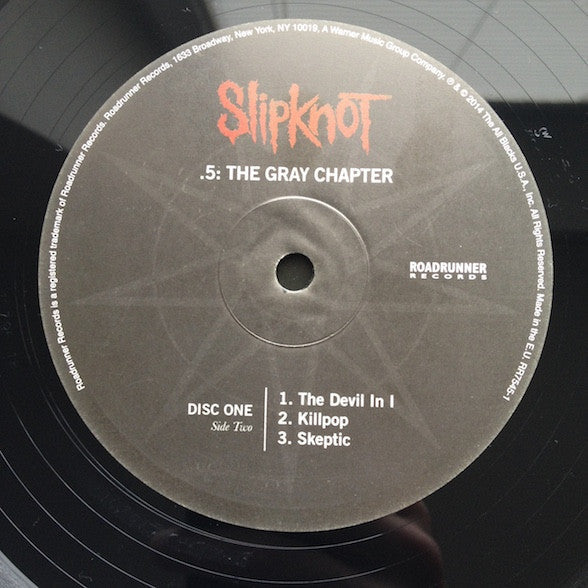 Roadrunner Records is a registered trademark of Roadrunner Records. Roadrunner Records, 1633 Broadway, New York, NY 10019, A Warner Music Group Company. ℗ & © 2014 The All Blacks U.S.A., Inc. All Rights Reserved. Made in the E.U. RR7545-1
SlipknoT
.5: THE GRAY CHAPTER
ROADRUNNER
RECORDS
DISC ONE
Side Two
1. The Devil In I
2. Killpop
3. Skeptic